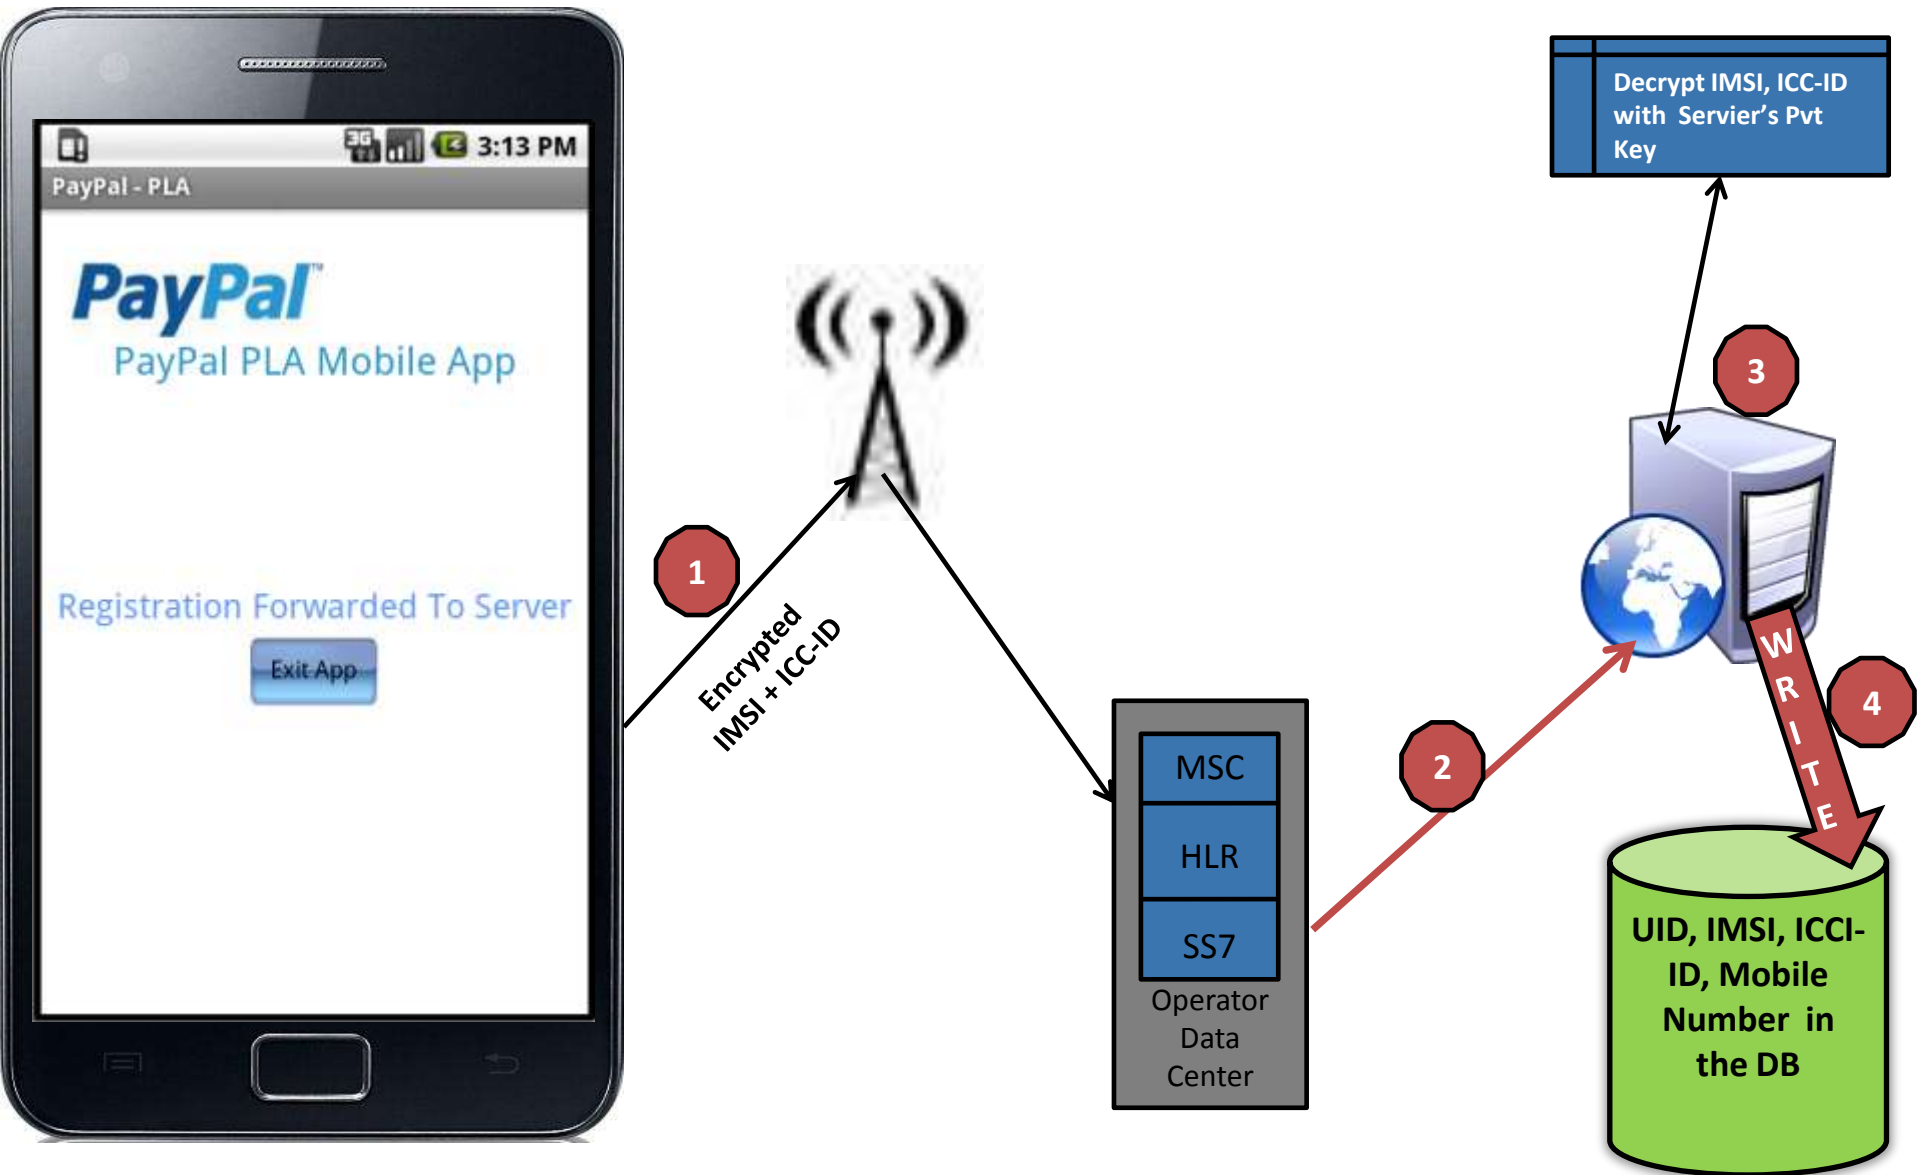 3G
3:13 PM
PayPal - PLA
PayPal™
PayPal PLA Mobile App
Registration Forwarded To Server
Exit App
1
Encrypted
IMSI + ICC-ID
MSC
HLR
SS7
Operator
Data
Center
2
Decrypt IMSI, ICC-ID
with Servier's Pvt
Key
3
WRITE
4
UID, IMSI, ICCI-
ID, Mobile
Number in
the DB